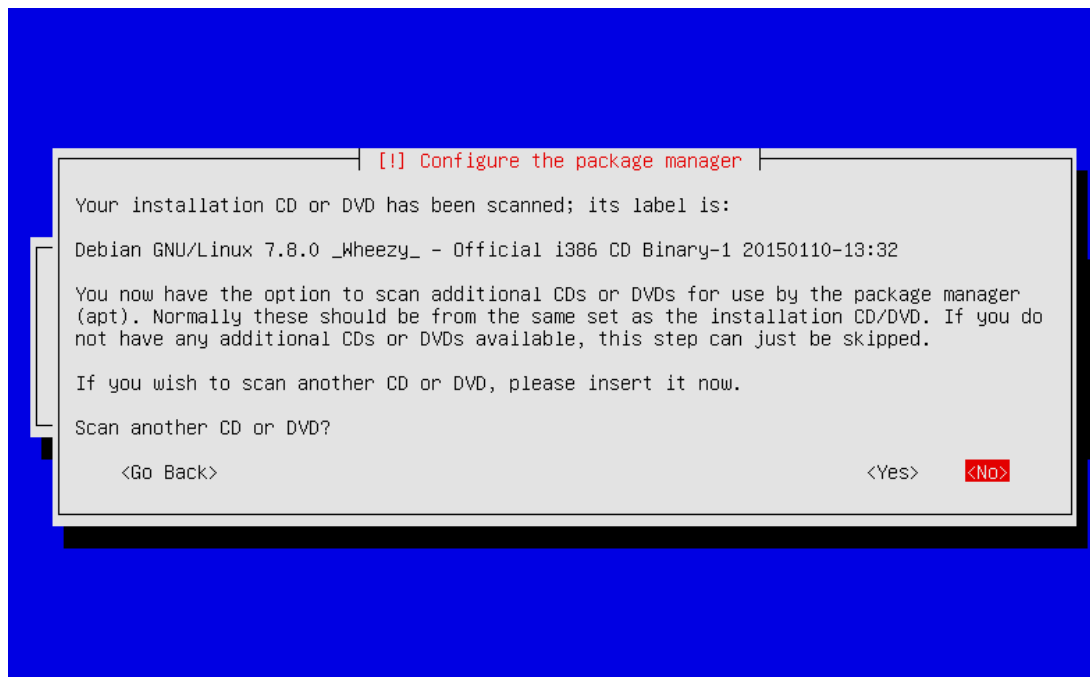 [!] Configure the package manager
Your installation CD or DVD has been scanned; its label is:
Debian GNU/Linux 7.8.0 _Wheezy_ - Official i386 CD Binary-1 20150110-13:32
You now have the option to scan additional CDs or DVDs for use by the package manager
(apt). Normally these should be from the same set as the installation CD/DVD. If you do
not have any additional CDs or DVDs available, this step can just be skipped.
If you wish to scan another CD or DVD, please insert it now.
Scan another CD or DVD?
<Go Back> <Yes> <No>